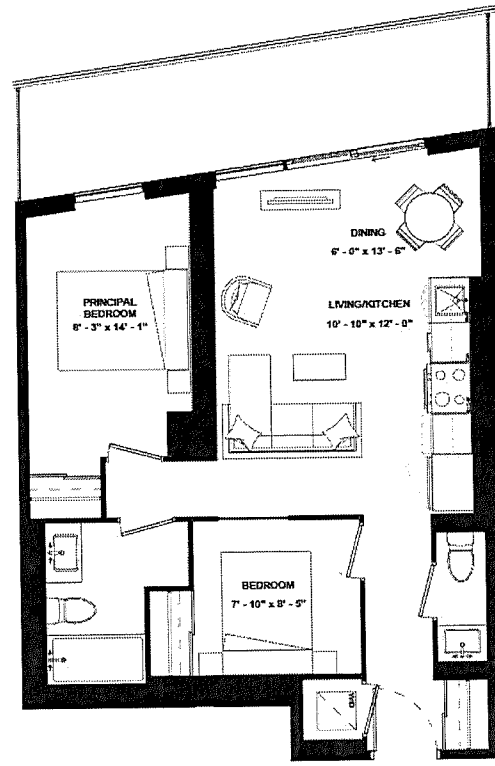 DINING
6' - 0" x 13' - 6"
PRINCIPAL
BEDROOM
8' - 3" x 14' - 1"
LIVING/KITCHEN
10' - 10" x 12' - 0"
BEDROOM
7' - 10" x 8' - 5"